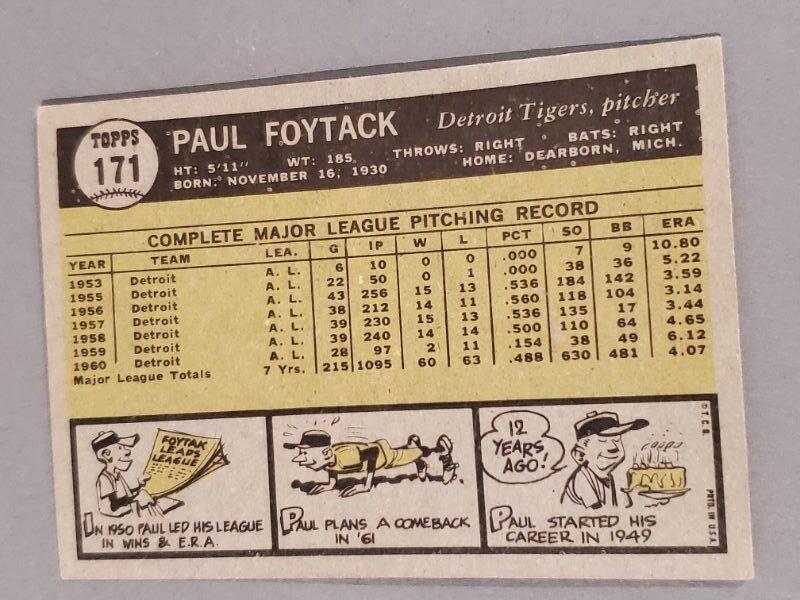 TOPPS
171
PAUL FOYTACK
Detroit Tigers, pitcher
HT: 5'11" WT: 185 THROWS: RIGHT BATS: RIGHT
BORN: NOVEMBER 16, 1930 HOME: DEARBORN, MICH.
COMPLETE MAJOR LEAGUE PITCHING RECORD
YEAR TEAM LEA. G IP W L PCT SO BB ERA
1953 Detroit A. L. 6 10 0 0 .000 7 9 10.80
1955 Detroit A. L. 22 50 0 1 .000 38 36 5.22
1956 Detroit A. L. 43 256 15 13 .536 184 142 3.59
1957 Detroit A. L. 38 212 14 11 .560 118 104 3.14
1958 Detroit A. L. 39 230 15 13 .536 135 17 3.44
1959 Detroit A. L. 39 240 14 14 .500 110 64 4.65
1960 Detroit A. L. 28 97 2 11 .154 38 49 6.12
Major League Totals 7 Yrs. 215 1095 60 63 .488 630 481 4.07
FOYTAK
LEADS
LEAGUE
IN 1950 PAUL LED HIS LEAGUE
IN WINS & E.R.A.
PAUL PLANS A COMEBACK
IN '61
12
YEARS
AGO!
PAUL STARTED HIS
CAREER IN 1949
© T.C.G. PRTD. IN U.S.A.